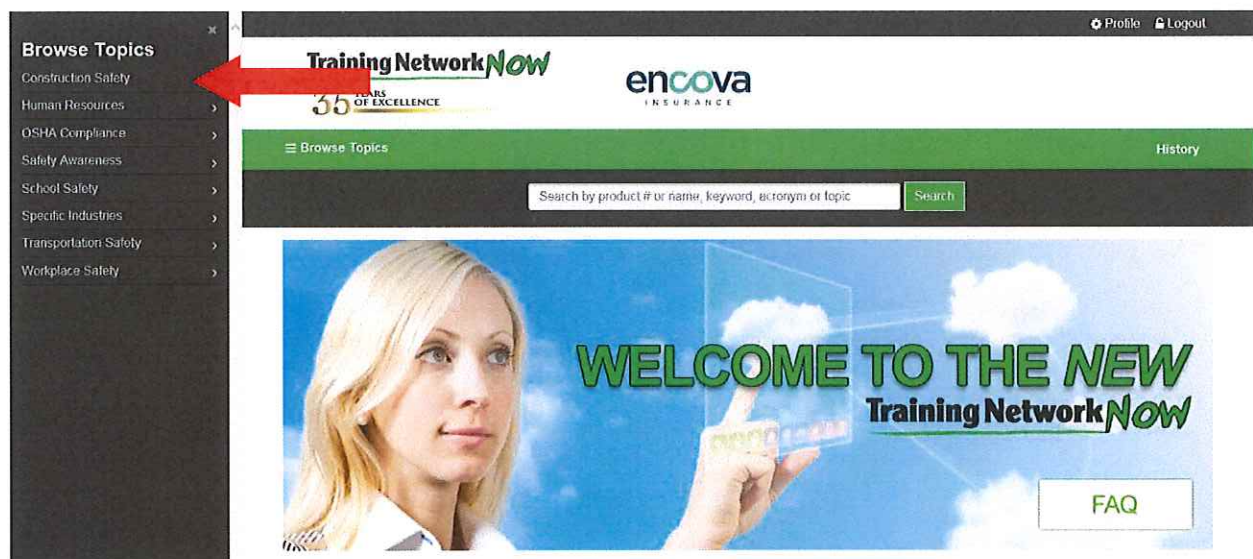 Browse Topics
Construction Safety
Human Resources
OSHA Compliance
Safety Awareness
School Safety
Specific Industries
Transportation Safety
Workplace Safety
Profile Logout
Training Network Now
35 YEARS
OF EXCELLENCE
encova
INSURANCE
Browse Topics
History
Search by product # or name, keyword, acronym or topic
Search
WELCOME TO THE NEW
Training Network Now
FAQ